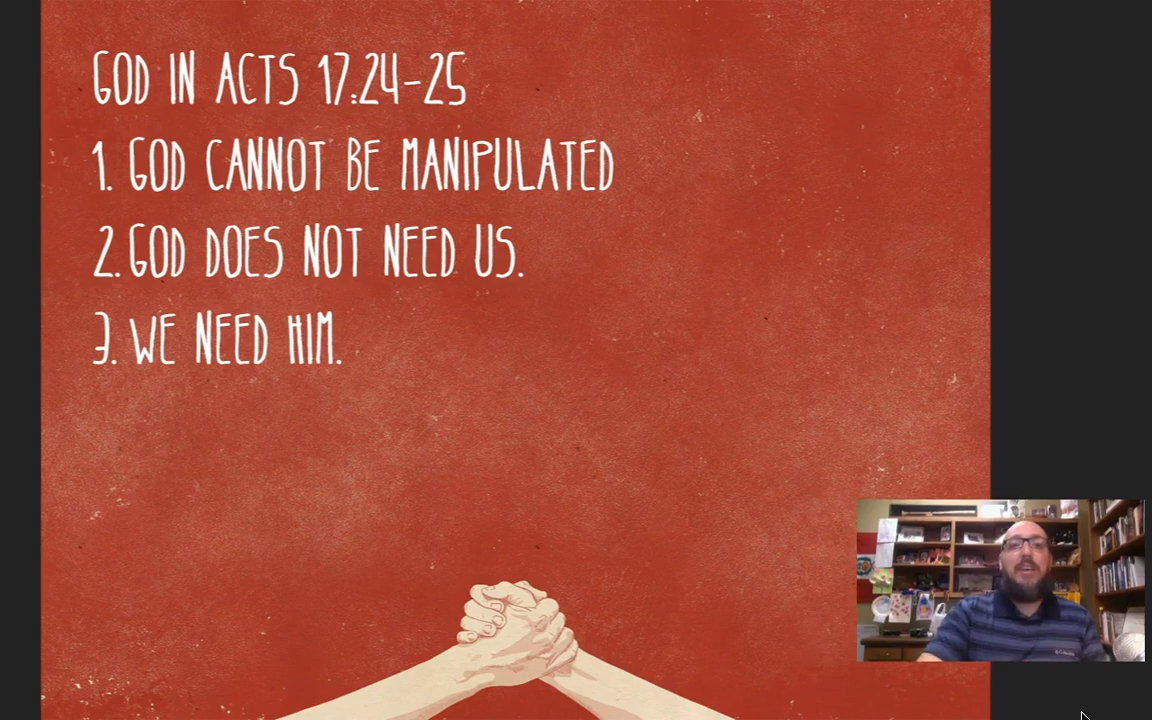 GOD IN ACTS 17:24-25
1. GOD CANNOT BE MANIPULATED
2. GOD DOES NOT NEED US.
3. WE NEED HIM.